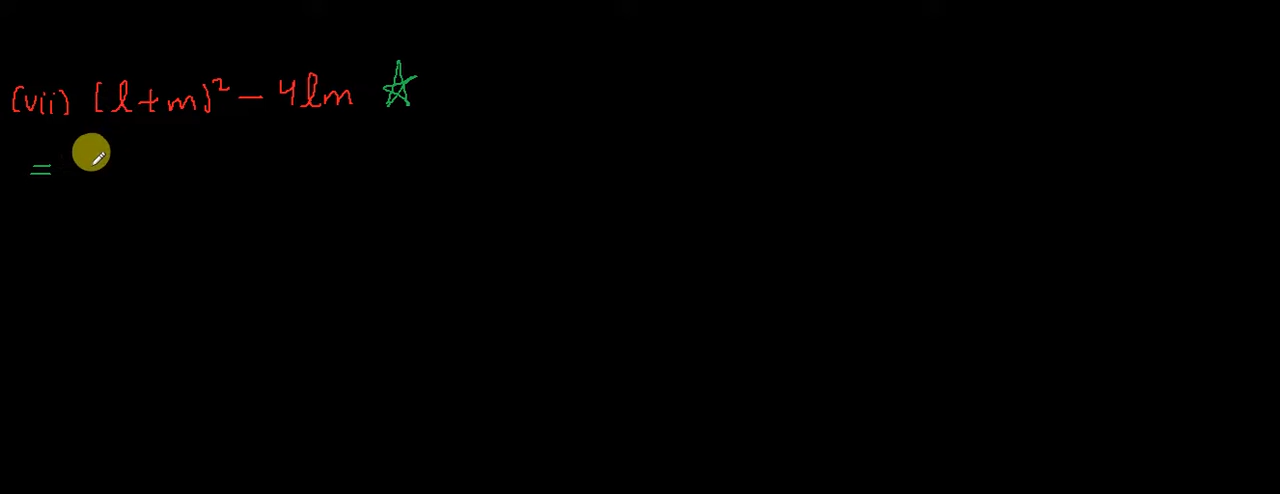 (vii) (l+m)² - 4lm
=